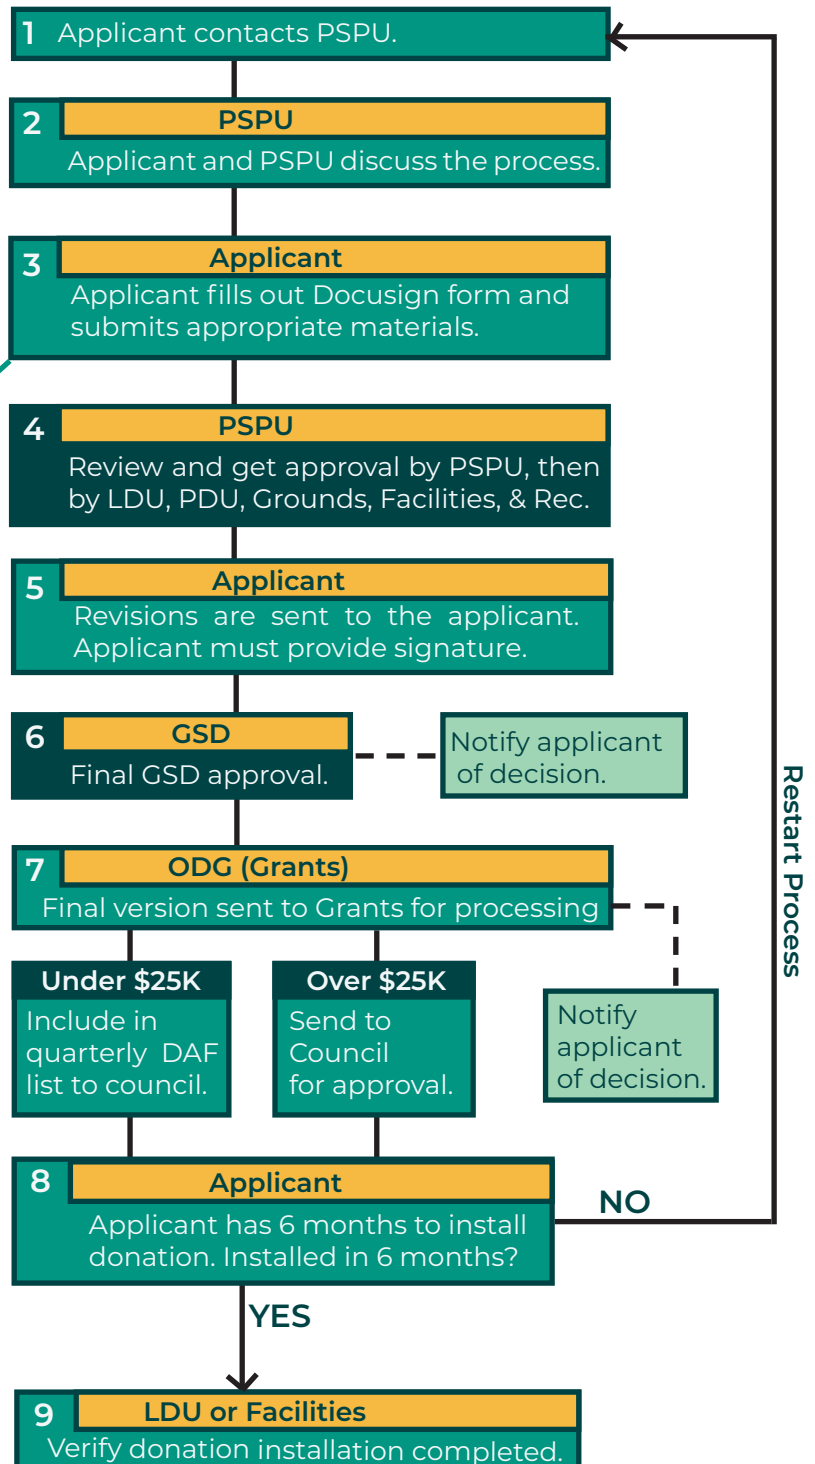 1 Applicant contacts PSPU.
2 PSPU
Applicant and PSPU discuss the process.
3 Applicant
Applicant fills out Docusign form and
submits appropriate materials.
4 PSPU
Review and get approval by PSPU, then
by LDU, PDU, Grounds, Facilities, & Rec.
5 Applicant
Revisions are sent to the applicant.
Applicant must provide signature.
6 GSD
Final GSD approval.
Notify applicant
of decision.
7 ODG (Grants)
Final version sent to Grants for processing
Under $25K
Include in
quarterly DAF
list to council.
Over $25K
Send to
Council
for approval.
Notify
applicant
of decision.
8 Applicant
Applicant has 6 months to install
donation. Installed in 6 months?
NO
Restart Process
YES
9 LDU or Facilities
Verify donation installation completed.